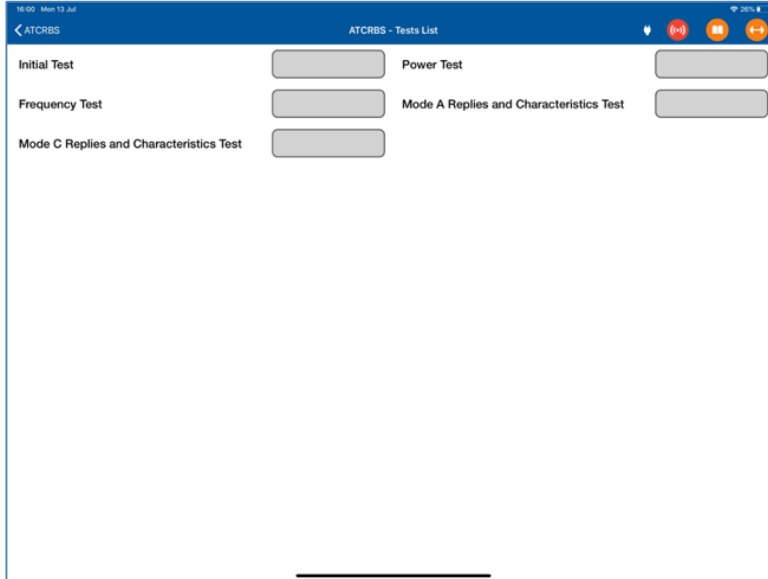 16:00 Mon 13 Jul
26%
ATCRBS
ATCRBS - Tests List
Initial Test
Power Test
Frequency Test
Mode A Replies and Characteristics Test
Mode C Replies and Characteristics Test